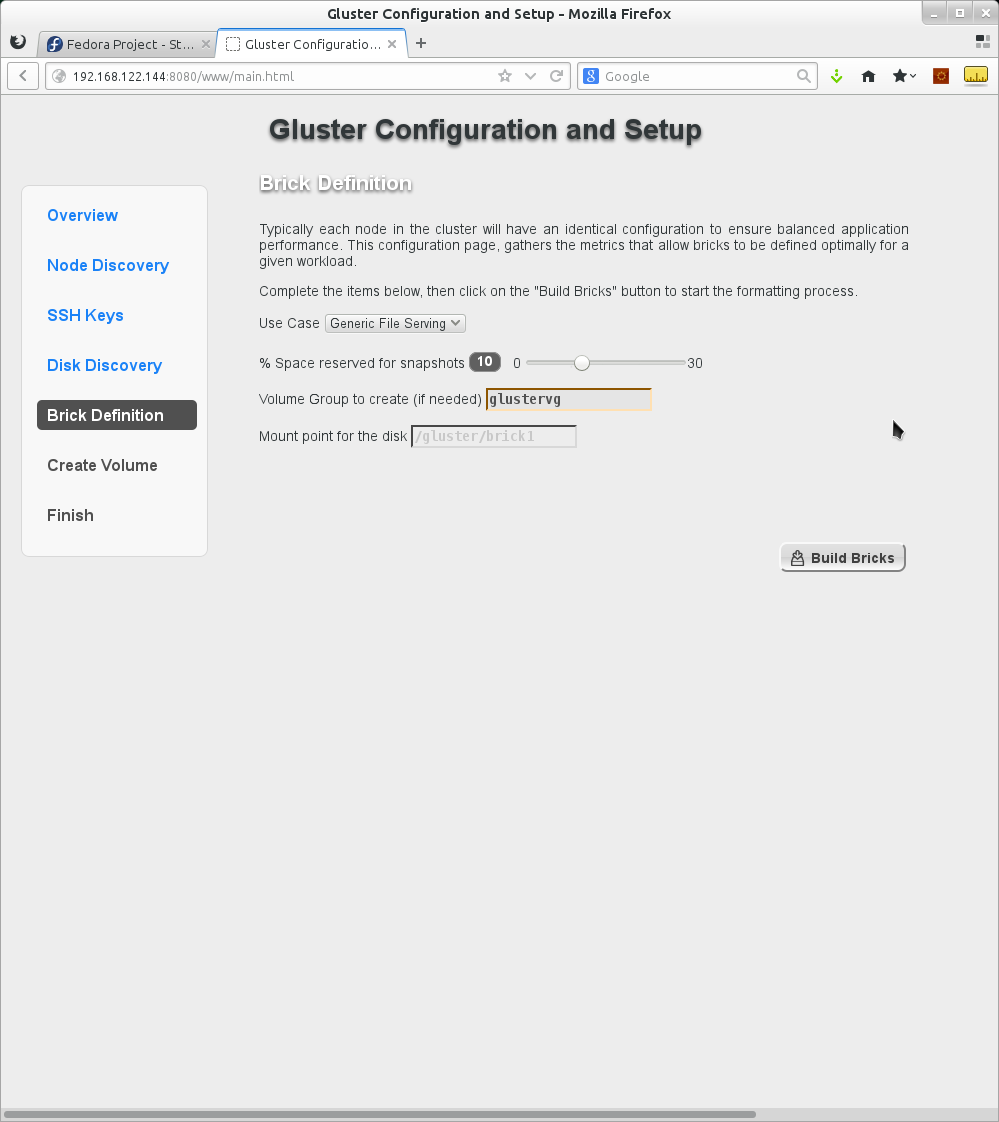 Gluster Configuration and Setup - Mozilla Firefox
Fedora Project - St...
Gluster Configuratio...
192.168.122.144:8080/www/main.html
Google
Gluster Configuration and Setup
Overview
Node Discovery
SSH Keys
Disk Discovery
Brick Definition
Create Volume
Finish
Brick Definition
Typically each node in the cluster will have an identical configuration to ensure balanced application
performance. This configuration page, gathers the metrics that allow bricks to be defined optimally for a
given workload.
Complete the items below, then click on the "Build Bricks" button to start the formatting process.
Use Case Generic File Serving
% Space reserved for snapshots 10 0 30
Volume Group to create (if needed) glustervg
Mount point for the disk /gluster/brick1
Build Bricks